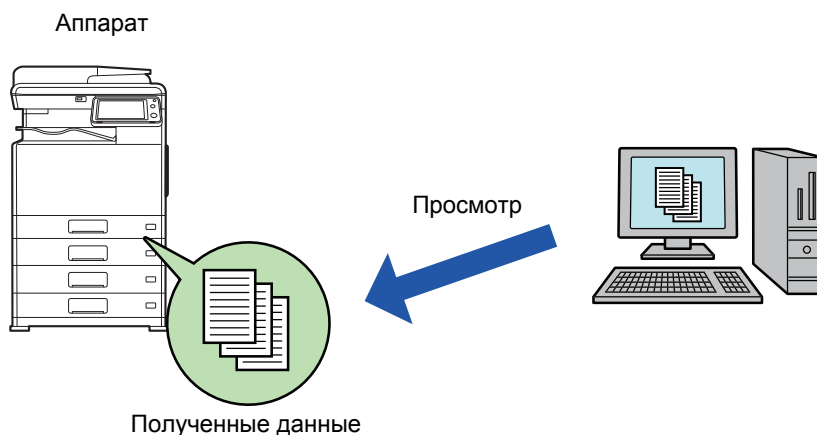 Аппарат
Просмотр
Полученные данные